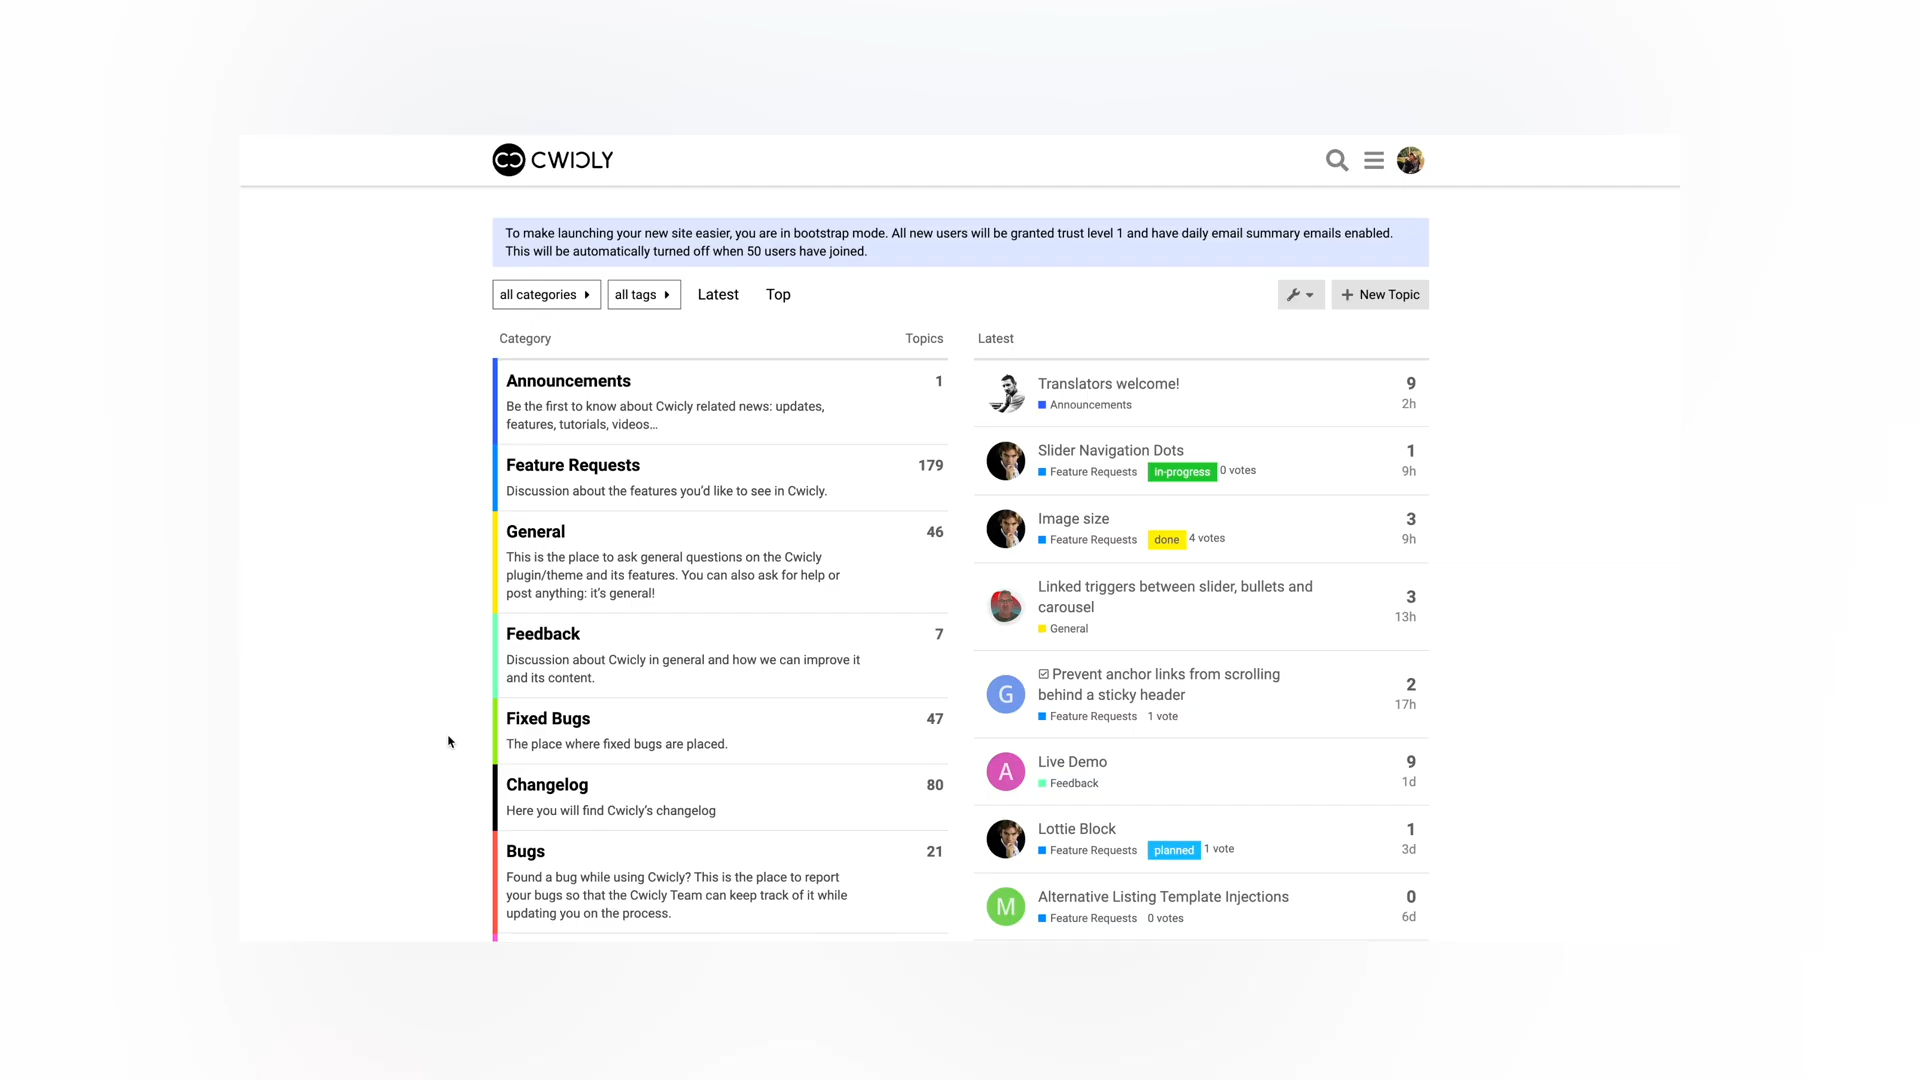 CWICLY
To make launching your new site easier, you are in bootstrap mode. All new users will be granted trust level 1 and have daily email summary emails enabled.
This will be automatically turned off when 50 users have joined.
all categories
all tags
Latest
Top
New Topic
Category
Topics
Announcements
1
Be the first to know about Cwicly related news: updates,
features, tutorials, videos…
Feature Requests
179
Discussion about the features you'd like to see in Cwicly.
General
46
This is the place to ask general questions on the Cwicly
plugin/theme and its features. You can also ask for help or
post anything: it's general!
Feedback
7
Discussion about Cwicly in general and how we can improve it
and its content.
Fixed Bugs
47
The place where fixed bugs are placed.
Changelog
80
Here you will find Cwicly's changelog
Bugs
21
Found a bug while using Cwicly? This is the place to report
your bugs so that the Cwicly Team can keep track of it while
updating you on the process.
Latest
Translators welcome!
9
Announcements
2h
Slider Navigation Dots
1
Feature Requests in-progress 0 votes
9h
Image size
3
Feature Requests done 4 votes
9h
Linked triggers between slider, bullets and
carousel
3
13h
General
G
Prevent anchor links from scrolling
behind a sticky header
2
17h
Feature Requests 1 vote
A
Live Demo
9
Feedback
1d
Lottie Block
1
Feature Requests planned 1 vote
3d
M
Alternative Listing Template Injections
0
Feature Requests 0 votes
6d